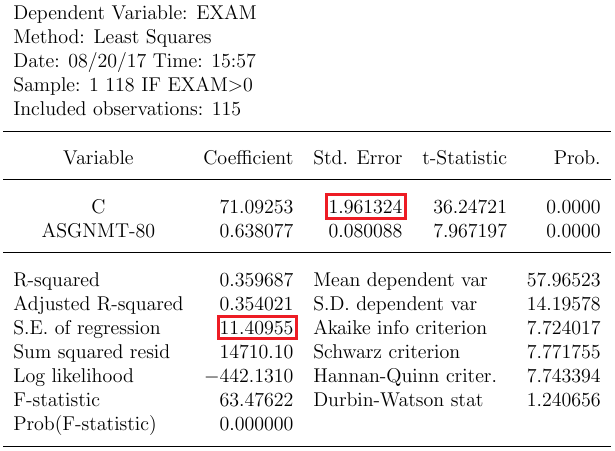 Dependent Variable: EXAM
Method: Least Squares
Date: 08/20/17 Time: 15:57
Sample: 1 118 IF EXAM>0
Included observations: 115
Variable Coefficient Std. Error t-Statistic Prob.
C 71.09253 1.961324 36.24721 0.0000
ASGNMT-80 0.638077 0.080088 7.967197 0.0000
R-squared 0.359687 Mean dependent var 57.96523
Adjusted R-squared 0.354021 S.D. dependent var 14.19578
S.E. of regression 11.40955 Akaike info criterion 7.724017
Sum squared resid 14710.10 Schwarz criterion 7.771755
Log likelihood −442.1310 Hannan-Quinn criter. 7.743394
F-statistic 63.47622 Durbin-Watson stat 1.240656
Prob(F-statistic) 0.000000